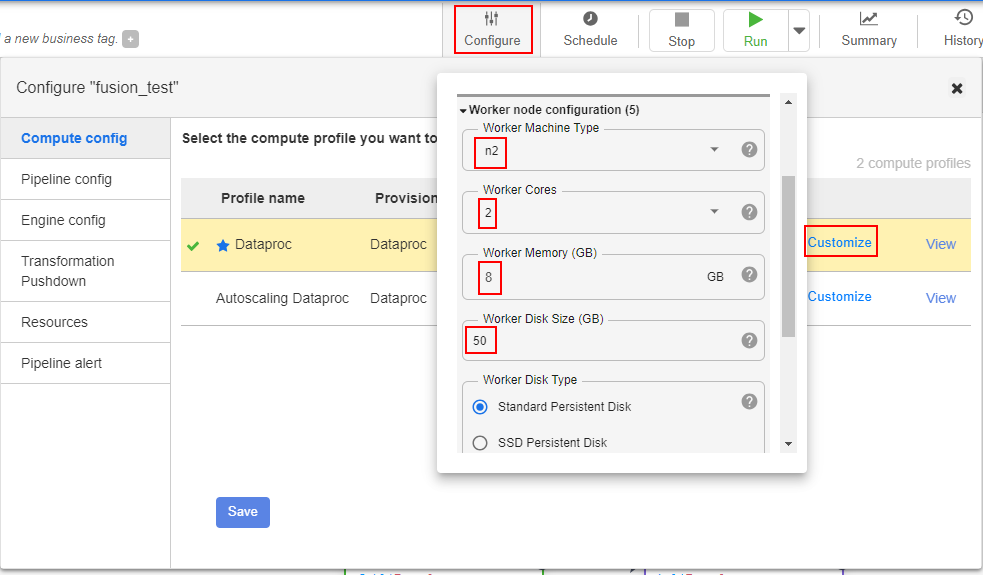 a new business tag. +
Configure
Schedule
Stop
Run
Summary
History
Configure "fusion_test"
Compute config
Pipeline config
Engine config
Transformation
Pushdown
Resources
Pipeline alert
Select the compute profile you want to
2 compute profiles
Profile name
Provision
Dataproc
Dataproc
Customize
View
Autoscaling Dataproc
Dataproc
Customize
View
Save
Worker node configuration (5)
Worker Machine Type
n2
?
Worker Cores
2
?
Worker Memory (GB)
8
GB
?
Worker Disk Size (GB)
50
?
Worker Disk Type
Standard Persistent Disk
?
SSD Persistent Disk